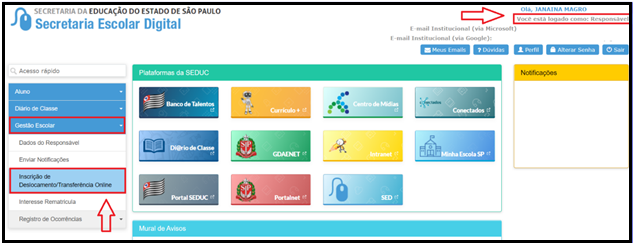 SECRETARIA DA EDUCAÇÃO DO ESTADO DE SÃO PAULO
Secretaria Escolar Digital
Olá, JANAINA MAGRO
Você está logado como: Responsável
E-mail Institucional (via Microsoft)
E-mail Institucional (via Google):
Meus Emails
Dúvidas
Perfil
Alterar Senha
Sair
Acesso rápido
Aluno
Diário de Classe
Gestão Escolar
Dados do Responsável
Enviar Notificações
Inscrição de
Deslocamento/Transferência Online
Interesse Rematrícula
Registro de Ocorrências
Plataformas da SEDUC
Banco de Talentos
Currículo +
Centro de Mídias
Conectados
Diário de Classe
GDAENET
Intranet
Minha Escola SP
Portal SEDUC
Portalnet
SED
Mural de Avisos
Notificações